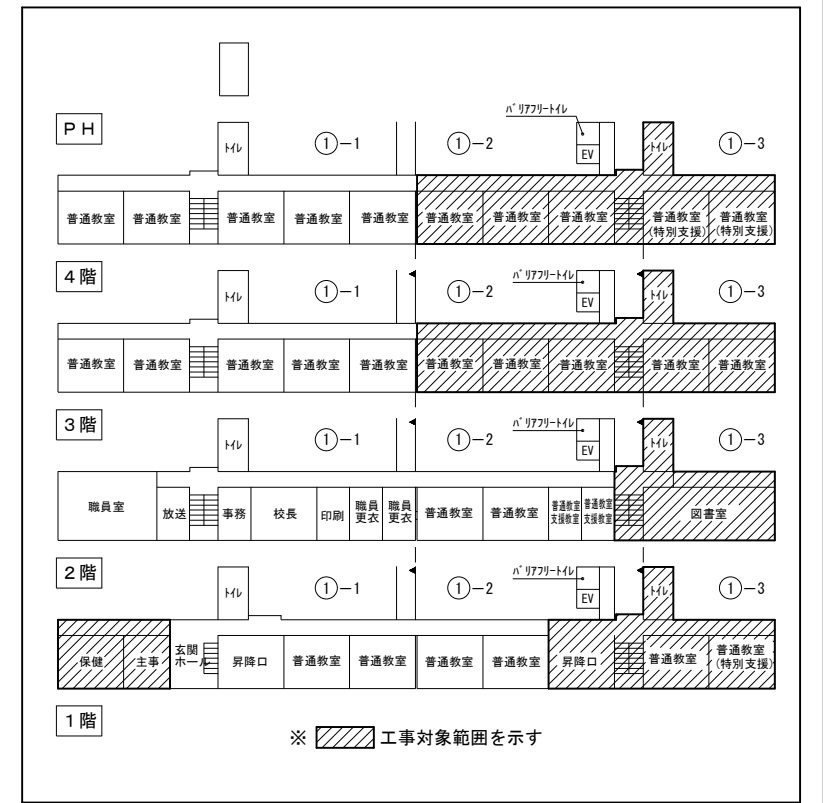 PH
バリアフリートイレ
トイレ
①-1
①-2
EV
トイレ
①-3
普通教室
普通教室
普通教室
普通教室
普通教室
普通教室
普通教室
普通教室
普通教室
(特別支援)
普通教室
(特別支援)
4階
バリアフリートイレ
トイレ
①-1
①-2
EV
トイレ
①-3
普通教室
普通教室
普通教室
普通教室
普通教室
普通教室
普通教室
普通教室
普通教室
普通教室
3階
バリアフリートイレ
トイレ
①-1
①-2
EV
トイレ
①-3
職員室
放送
事務
校長
印刷
職員
更衣
職員
更衣
普通教室
普通教室
普通教室
支援教室
普通教室
支援教室
図書室
2階
バリアフリートイレ
トイレ
①-1
①-2
EV
トイレ
①-3
保健
主事
玄関
ホール
昇降口
普通教室
普通教室
普通教室
普通教室
昇降口
普通教室
普通教室
(特別支援)
1階
※ 工事対象範囲を示す